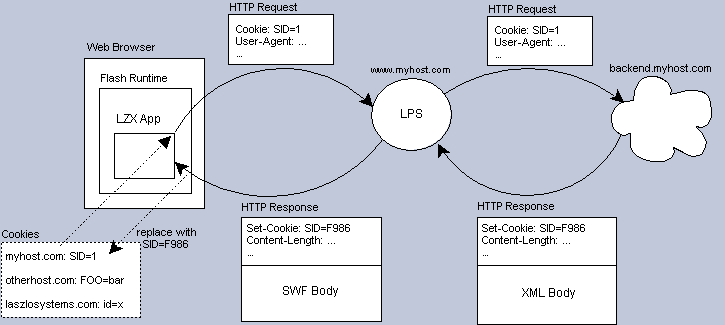 HTTP Request
Cookie: SID=1
User-Agent: ...
...
HTTP Request
Cookie: SID=1
User-Agent: ...
...
Web Browser
Flash Runtime
LZX App
www.myhost.com
LPS
backend.myhost.com
Cookies
myhost.com: SID=1
otherhost.com: FOO=bar
laszlosystems.com: id=x
replace with
SID=F986
HTTP Response
Set-Cookie: SID=F986
Content-Length: ...
...
SWF Body
HTTP Response
Set-Cookie: SID=F986
Content-Length: ...
...
XML Body